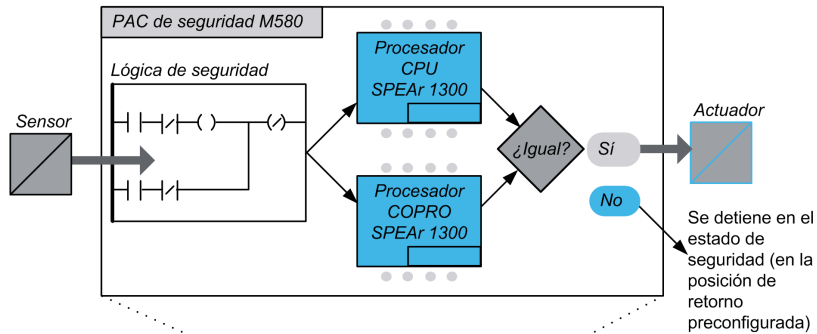 PAC de seguridad M580
Lógica de seguridad
Sensor
Procesador
CPU
SPEAr 1300
Procesador
COPRO
SPEAr 1300
¿Igual?
Sí
No
Actuador
Se detiene en el
estado de
seguridad (en la
posición de
retorno
preconfigurada)